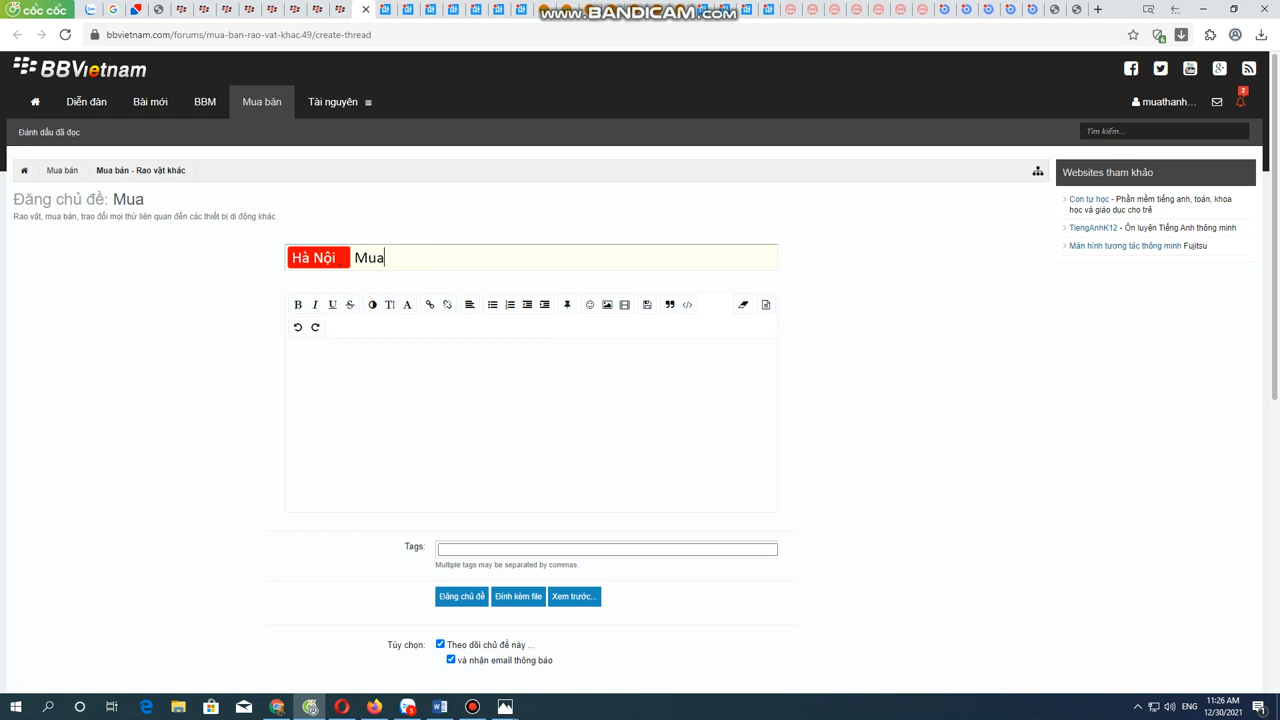 cốc cốc
WWW.BANDICAM.COM
bbvietnam.com/forums/mua-ban-rao-vat-khac.49/create-thread
BBVietnam
Diễn đàn
Bài mới
BBM
Mua bán
Tài nguyên
muathanh...
2
Đánh dấu đã đọc
Tìm kiếm...
Mua bán
Mua bán - Rao vặt khác
Websites tham khảo
Đăng chủ đề: Mua
Rao vặt, mua bán, trao đổi mọi thứ liên quan đến các thiết bị di động khác
Con tự học - Phần mềm tiếng anh, toán, khoa
học và giáo dục cho trẻ
TiengAnhK12 - Ôn luyện Tiếng Anh thông minh
Màn hình tương tác thông minh Fujitsu
Hà Nội
Mua
Tags:
Multiple tags may be separated by commas.
Đăng chủ đề
Đính kèm file
Xem trước...
Tùy chọn:
Theo dõi chủ đề này ...
và nhận email thông báo
5
ENG
11:26 AM
12/30/2021
1